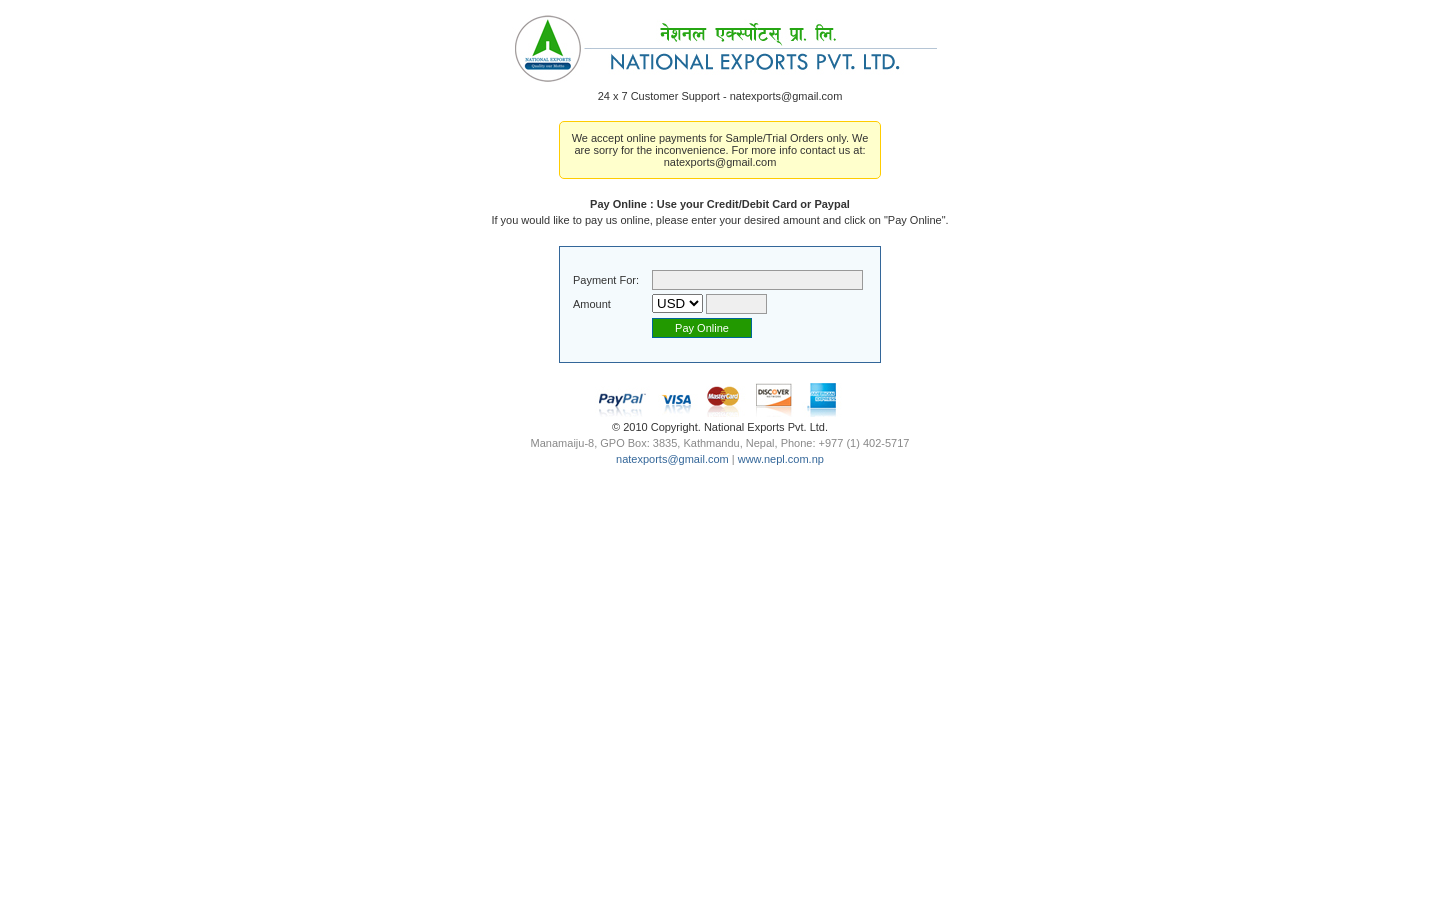 नेशनल एक्स्पोर्टस् प्रा. लि.
NATIONAL EXPORTS
Quality our Motto
NATIONAL EXPORTS PVT. LTD.
24 x 7 Customer Support - natexports@gmail.com
We accept online payments for Sample/Trial Orders only. We
are sorry for the inconvenience. For more info contact us at:
natexports@gmail.com
Pay Online : Use your Credit/Debit Card or Paypal
If you would like to pay us online, please enter your desired amount and click on "Pay Online".
Payment For:
Amount
USD
Pay Online
PayPal VISA MasterCard DISCOVER AMERICAN EXPRESS
© 2010 Copyright. National Exports Pvt. Ltd.
Manamaiju-8, GPO Box: 3835, Kathmandu, Nepal, Phone: +977 (1) 402-5717
natexports@gmail.com | www.nepl.com.np